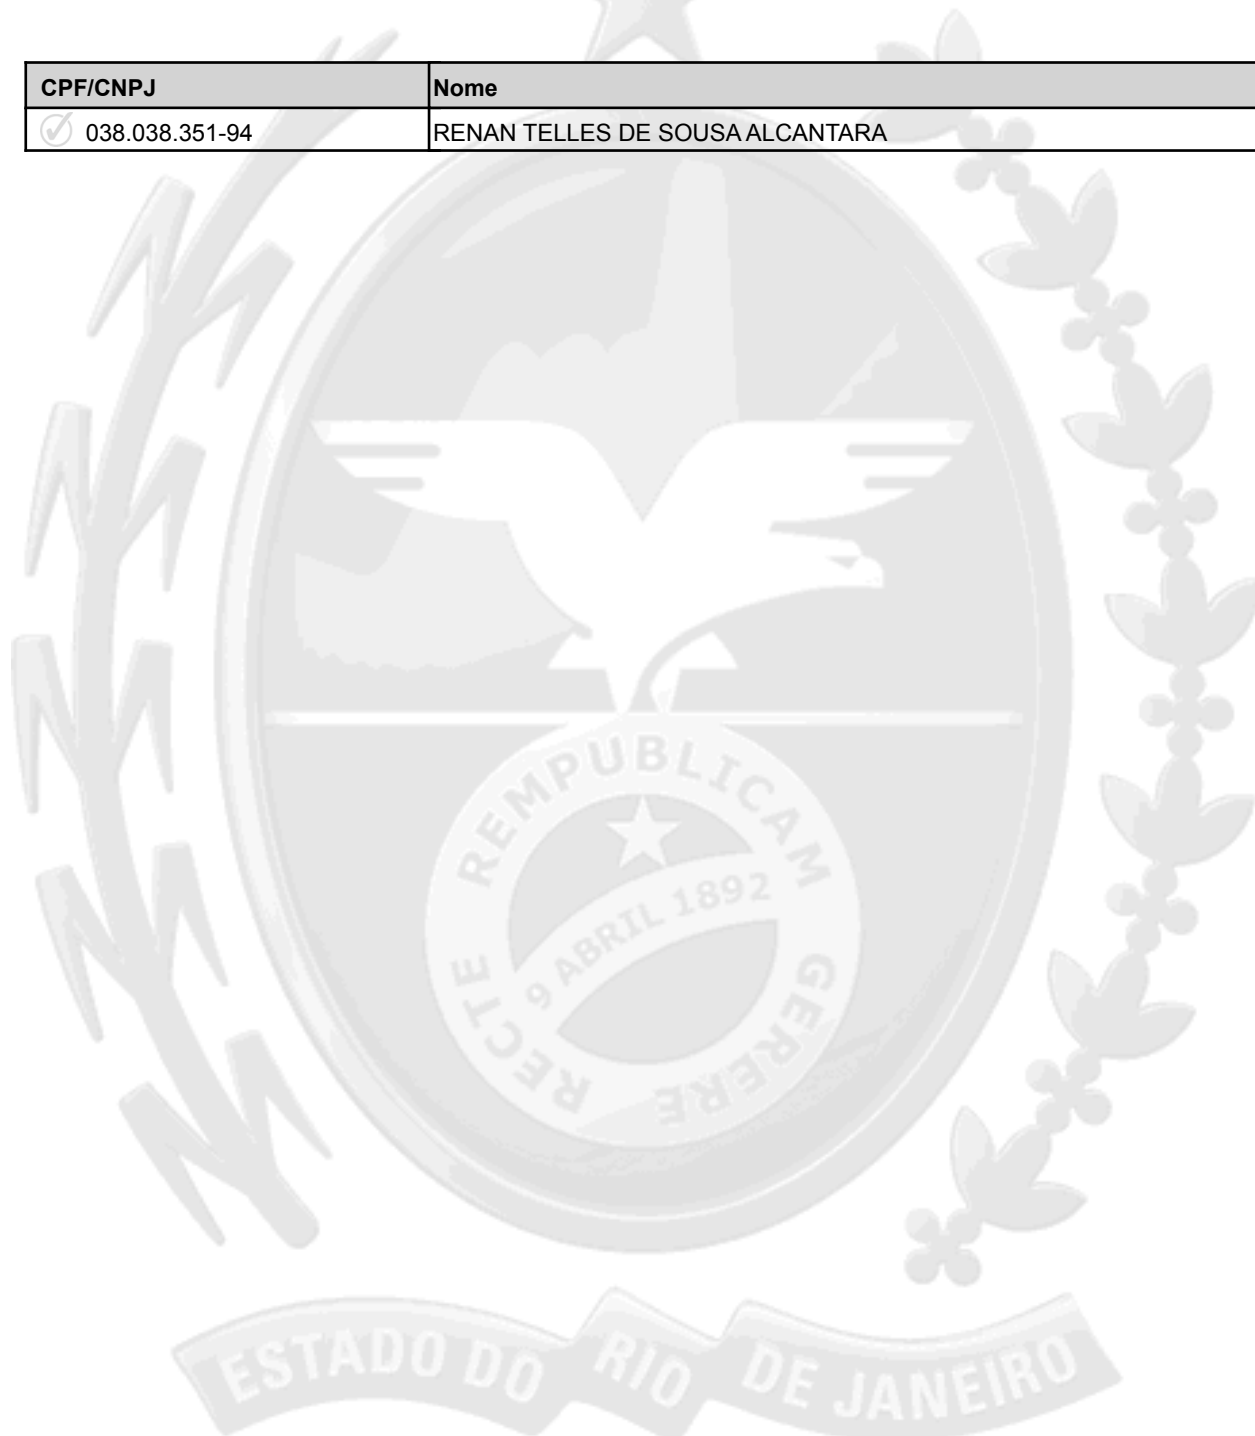 CPF/CNPJ Nome
038.038.351-94 RENAN TELLES DE SOUSA ALCANTARA
REMPUBLICAM
9 ABRIL 1892
RECTE GERERE
ESTADO DO RIO DE JANEIRO